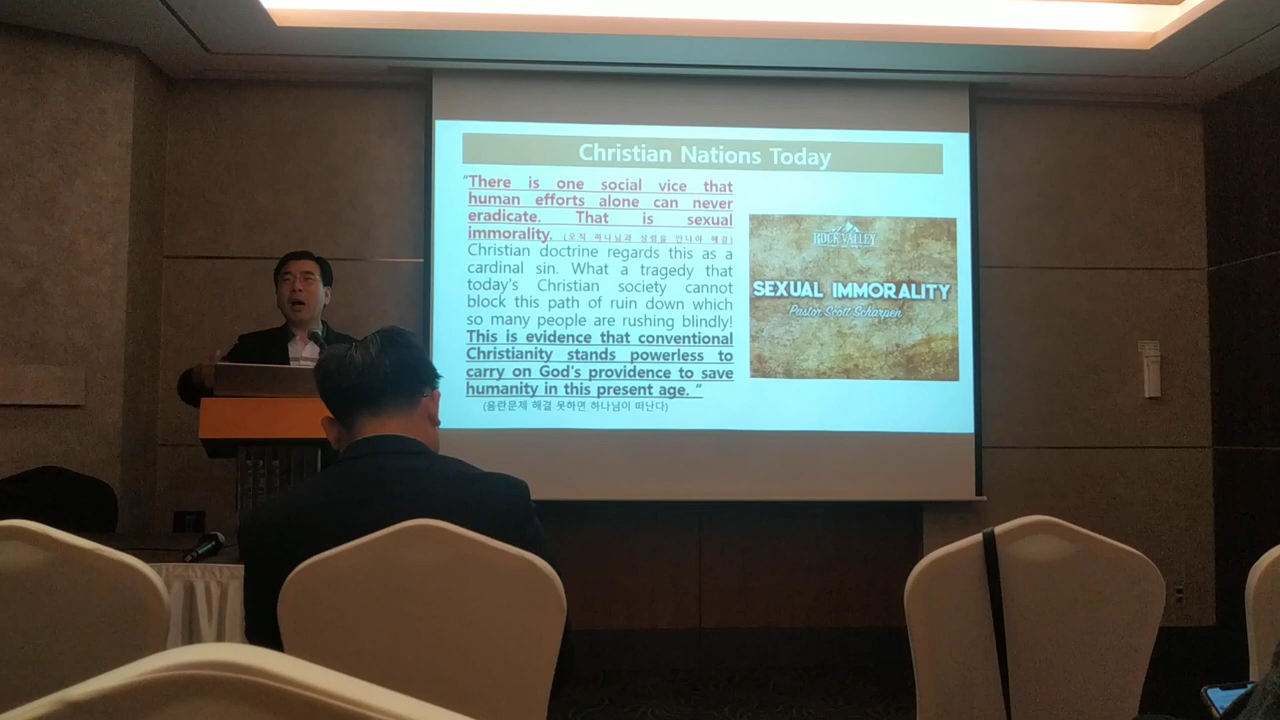 Christian Nations Today
“There is one social vice that
human efforts alone can never
eradicate. That is sexual
immorality. (오직 하나님과 성령을 만나야 해결)
Christian doctrine regards this as a
cardinal sin. What a tragedy that
today's Christian society cannot
block this path of ruin down which
so many people are rushing blindly!
This is evidence that conventional
Christianity stands powerless to
carry on God's providence to save
humanity in this present age. “
(음란문제 해결 못하면 하나님이 떠난다)
ROCK VALLEY
SEXUAL IMMORALITY
Pastor Scott Scharpen